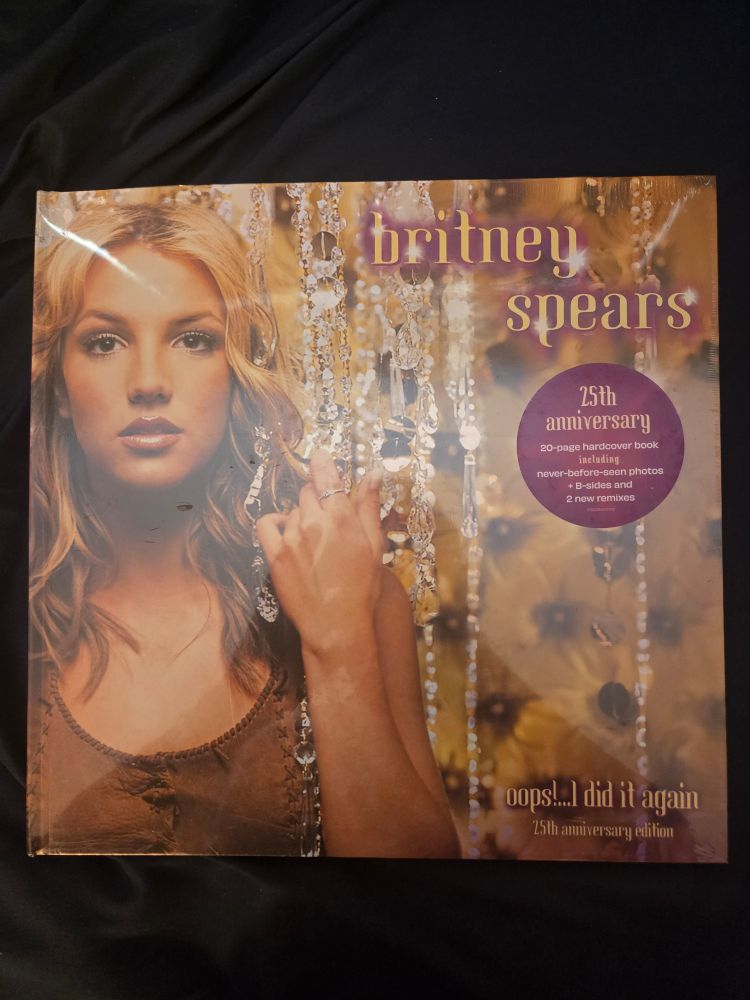 britney
spears
25th
anniversary
20-page hardcover book
including
never-before-seen photos
+ B-sides and
2 new remixes
oops!...I did it again
25th anniversary edition